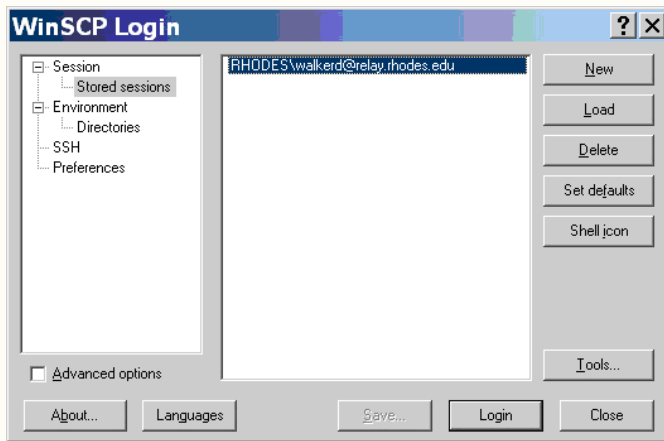 WinSCP Login
Session
Stored sessions
Environment
Directories
SSH
Preferences
Advanced options
RHODES\walkerd@relay.rhodes.edu
New
Load
Delete
Set defaults
Shell icon
Tools...
About...
Languages
Save...
Login
Close